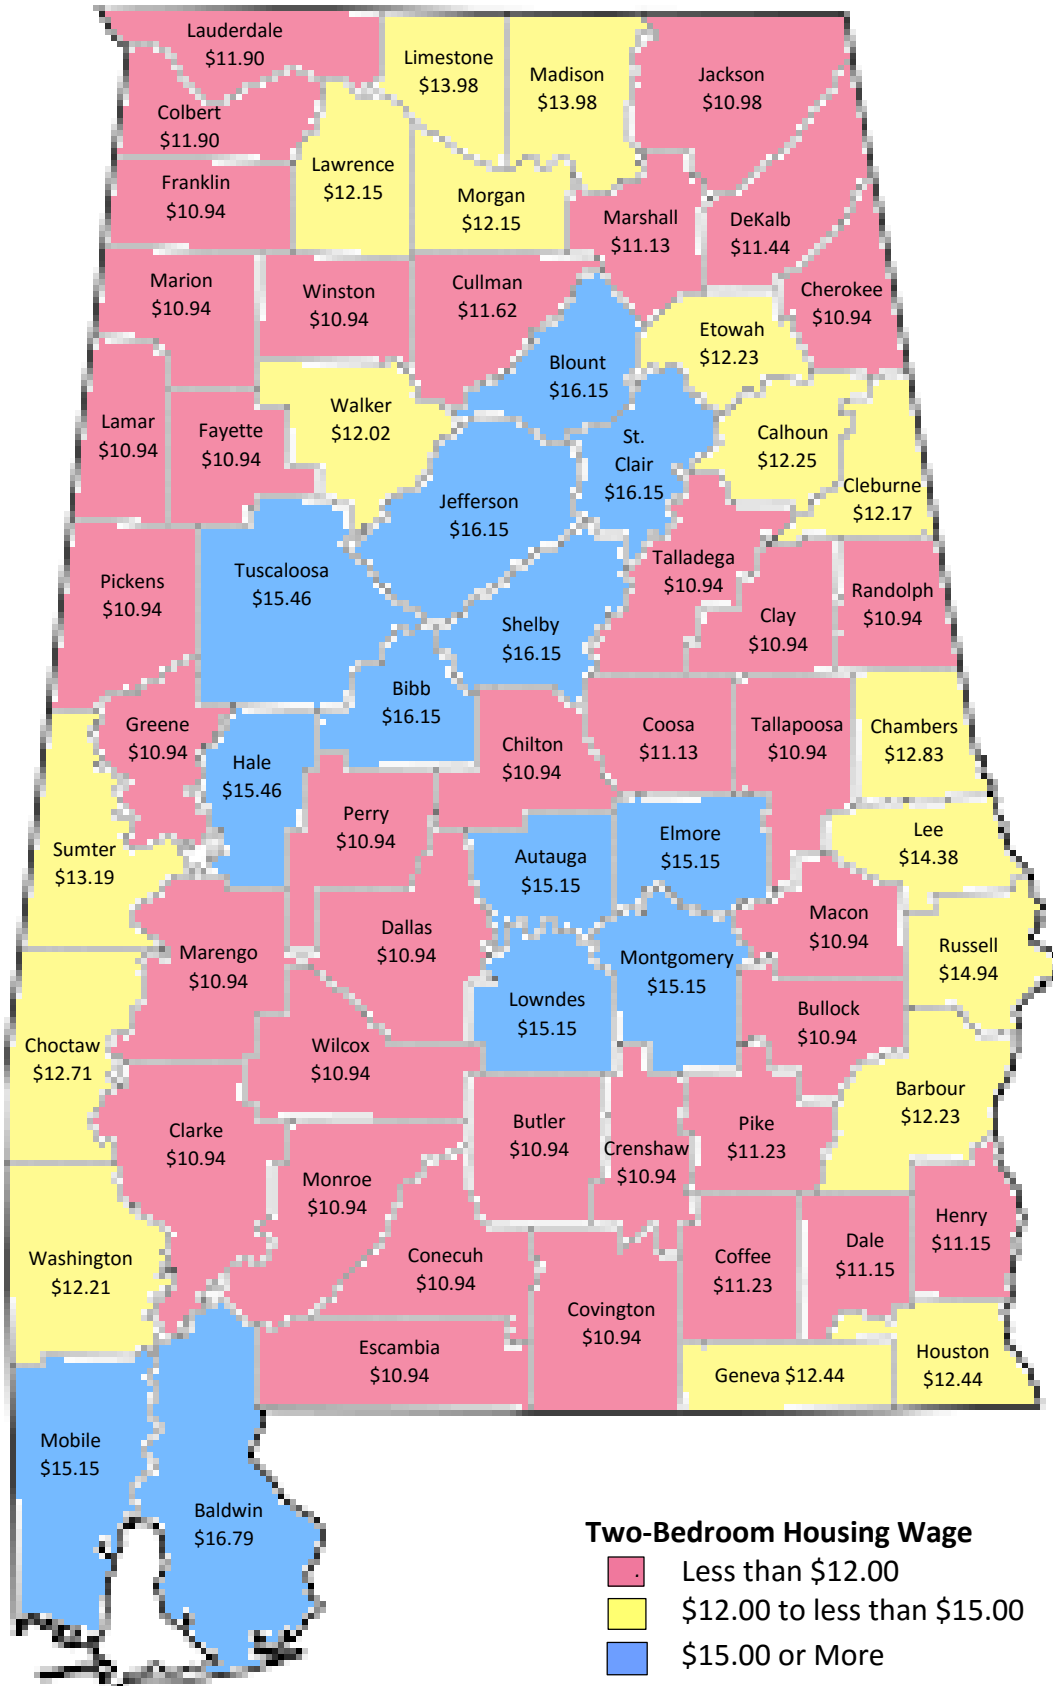 Lauderdale
$11.90
Limestone
$13.98
Madison
$13.98
Jackson
$10.98
Colbert
$11.90
Lawrence
$12.15
Franklin
$10.94
Morgan
$12.15
Marshall
$11.13
DeKalb
$11.44
Marion
$10.94
Winston
$10.94
Cullman
$11.62
Cherokee
$10.94
Etowah
$12.23
Blount
$16.15
Lamar
$10.94
Fayette
$10.94
Walker
$12.02
St.
Clair
$16.15
Calhoun
$12.25
Cleburne
$12.17
Jefferson
$16.15
Pickens
$10.94
Tuscaloosa
$15.46
Talladega
$10.94
Randolph
$10.94
Clay
$10.94
Shelby
$16.15
Bibb
$16.15
Greene
$10.94
Hale
$15.46
Chilton
$10.94
Coosa
$11.13
Tallapoosa
$10.94
Chambers
$12.83
Perry
$10.94
Sumter
$13.19
Autauga
$15.15
Elmore
$15.15
Lee
$14.38
Macon
$10.94
Dallas
$10.94
Marengo
$10.94
Montgomery
$15.15
Russell
$14.94
Lowndes
$15.15
Bullock
$10.94
Choctaw
$12.71
Wilcox
$10.94
Barbour
$12.23
Clarke
$10.94
Butler
$10.94
Crenshaw
$10.94
Pike
$11.23
Monroe
$10.94
Washington
$12.21
Conecuh
$10.94
Coffee
$11.23
Dale
$11.15
Henry
$11.15
Covington
$10.94
Escambia
$10.94
Geneva $12.44
Houston
$12.44
Mobile
$15.15
Baldwin
$16.79
Two-Bedroom Housing Wage
Less than $12.00
$12.00 to less than $15.00
$15.00 or More